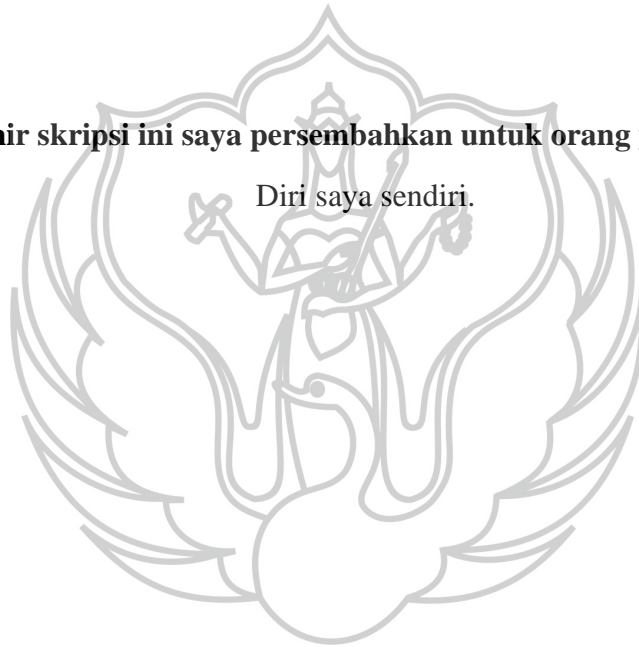 skripsi ini saya persembahkan untuk orang
Diri saya sendiri.